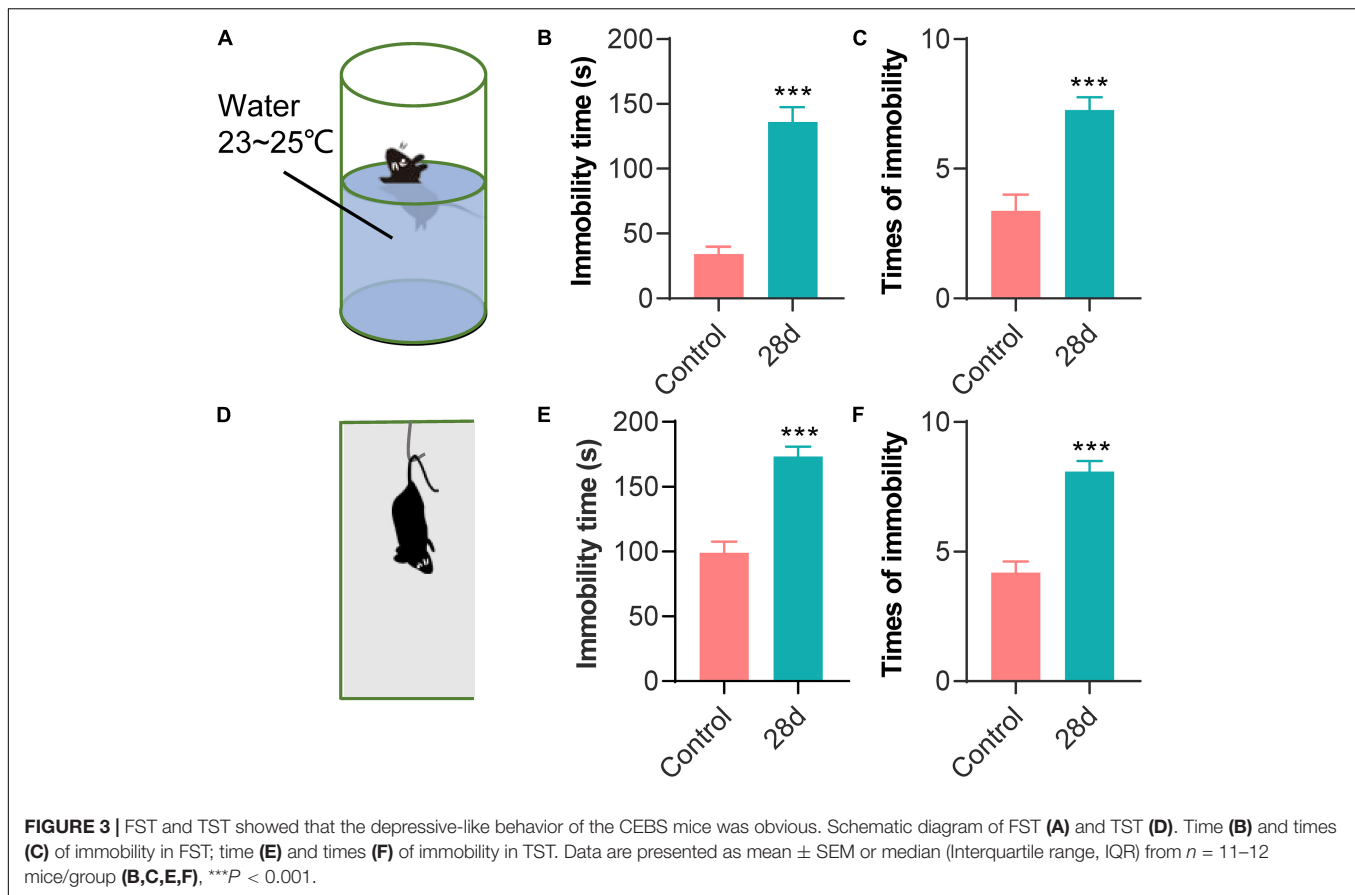 A
Water
23~25℃
B
Immobility time (s)
200
150
100
50
0
***
Control
28d
C
Times of immobility
10
5
0
***
Control
28d
D
E
Immobility time (s)
200
150
100
50
0
***
Control
28d
F
Times of immobility
10
5
0
***
Control
28d
FIGURE 3 | FST and TST showed that the depressive-like behavior of the CEBS mice was obvious. Schematic diagram of FST (A) and TST (D). Time (B) and times
(C) of immobility in FST; time (E) and times (F) of immobility in TST. Data are presented as mean ± SEM or median (Interquartile range, IQR) from n = 11–12
mice/group (B,C,E,F), ***P < 0.001.